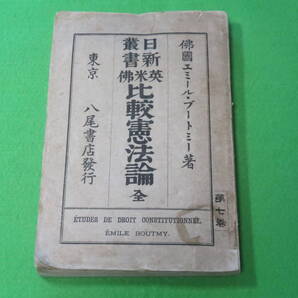 佛國エミール・ブートミー著
日新叢書
英米佛比較憲法論 全
東京 八尾書店發行
ÉTUDES DE DROIT CONSTITUTIONNEL
ÉMILE BOUTMY.
第七卷